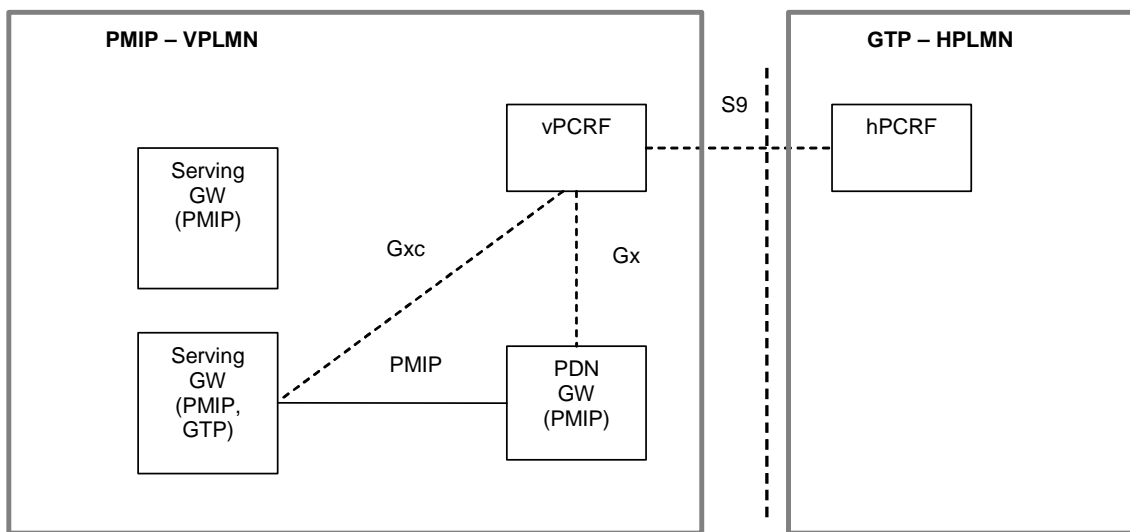 PMIP – VPLMN
GTP – HPLMN
S9
vPCRF
hPCRF
Serving
GW
(PMIP)
Gxc
Gx
Serving
GW
(PMIP,
GTP)
PMIP
PDN
GW
(PMIP)